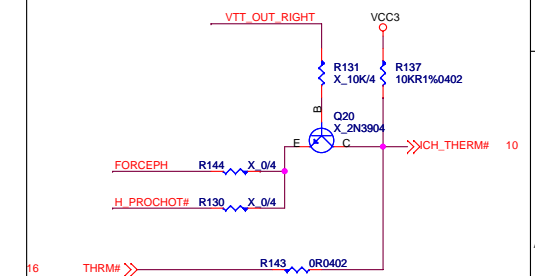 VTT_OUT_RIGHT
VCC3
R131
X_10K/4
R137
10KR1%0402
B
Q20
X_2N3904
E
C
ICH_THERM# 10
FORCEPH R144 X_0/4
H_PROCHOT# R130 X_0/4
R143 0R0402
16 THRM#